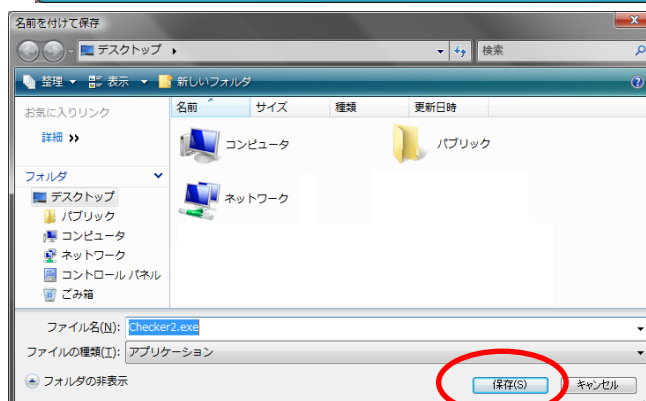 名前を付けて保存
デスクトップ
検索
整理 表示 新しいフォルダ
お気に入りリンク
詳細 >>
名前 サイズ 種類 更新日時
コンピュータ パブリック
ネットワーク
フォルダ
デスクトップ
パブリック
コンピュータ
ネットワーク
コントロール パネル
ごみ箱
ファイル名(N): Checker2.exe
ファイルの種類(T): アプリケーション
フォルダの非表示 保存(S) キャンセル